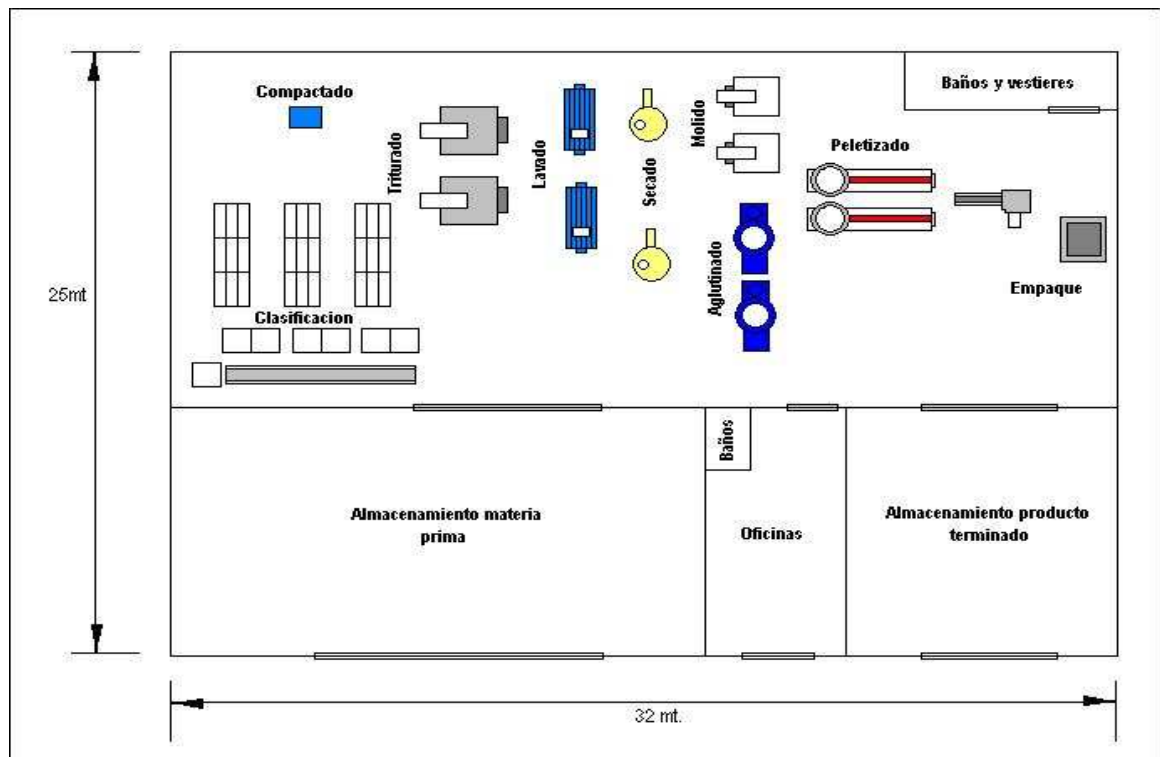 Baños y vestieres
Compactado
Triturado
Lavado
Secado
Molido
Peletizado
25mt
Clasificacion
Aglutinado
Empaque
Baños
Almacenamiento materia
prima
Oficinas
Almacenamiento producto
terminado
32 mt.